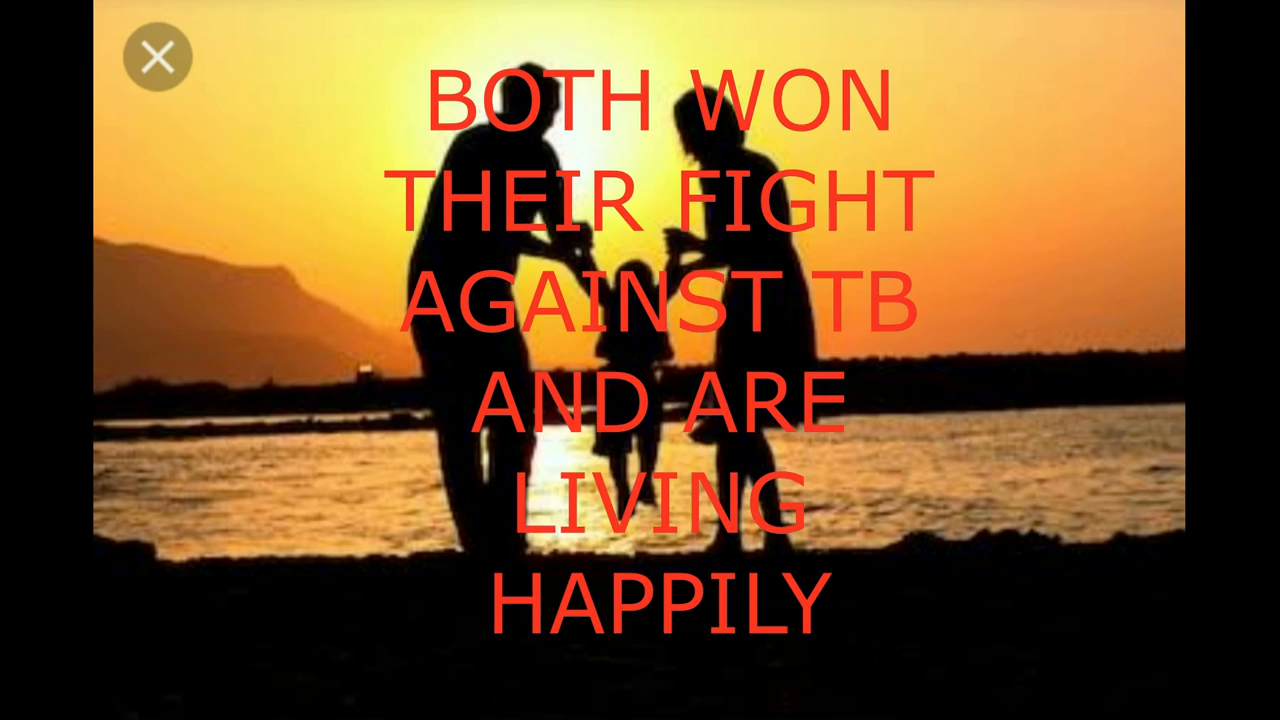 BOTH WON
THEIR FIGHT
AGAINST TB
AND ARE
LIVING
HAPPILY